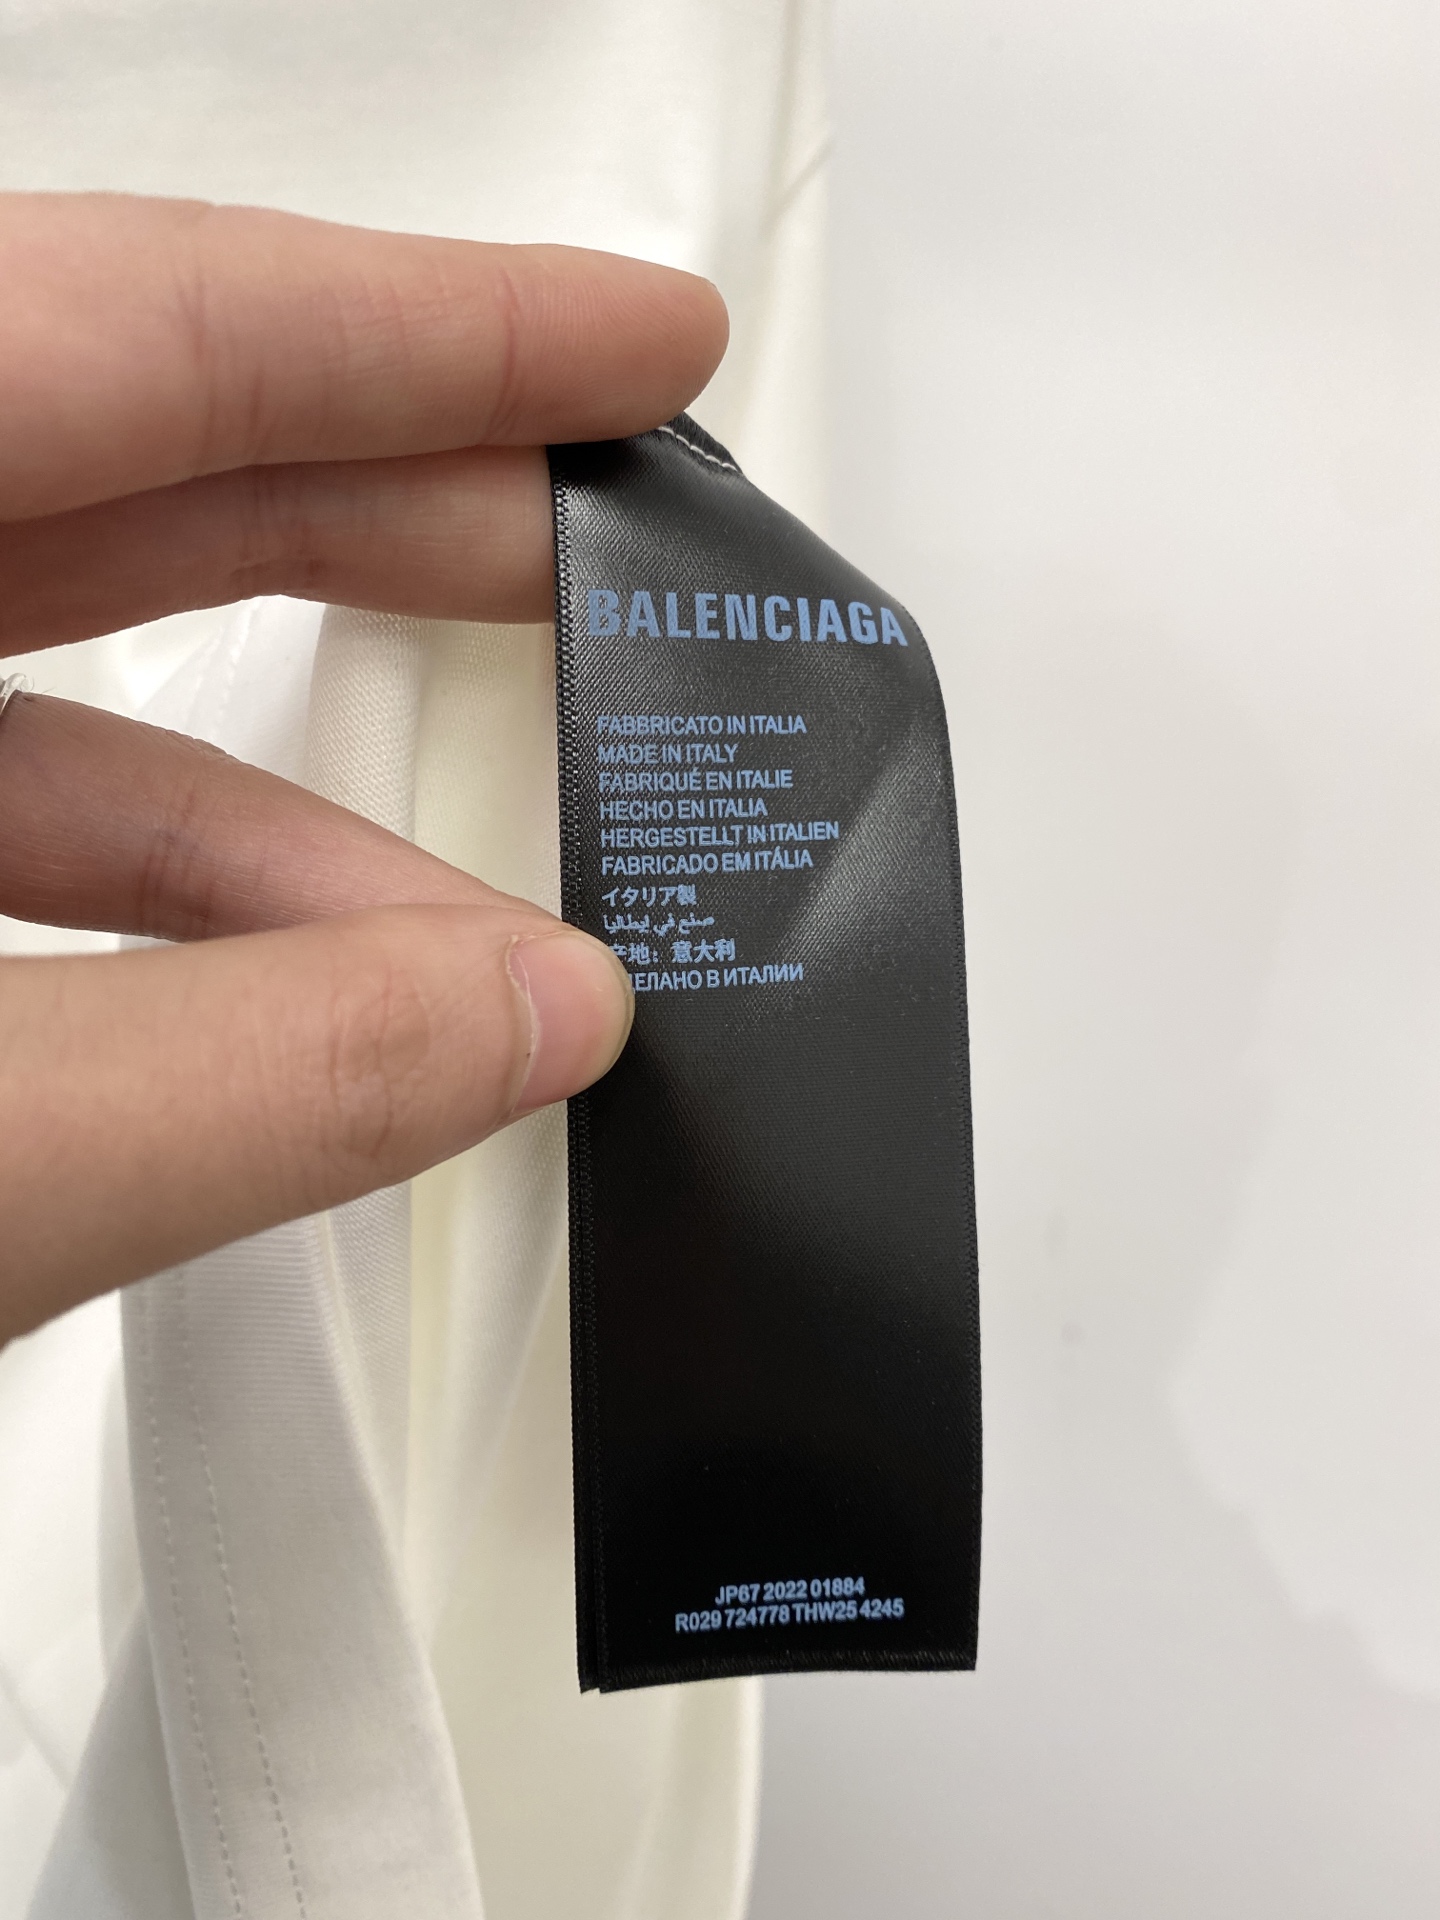 BALENCIAGA
FABBRICATO IN ITALIA
MADE IN ITALY
FABRIQUÉ EN ITALIE
HECHO EN ITALIA
HERGESTELLT IN ITALIEN
FABRICADO EM ITÁLIA
イタリア製
صنع في إيطاليا
产地：意大利
ЕЛАНО В ИТАЛИИ
JP67 2022 01884
R029 724778 THW25 4245